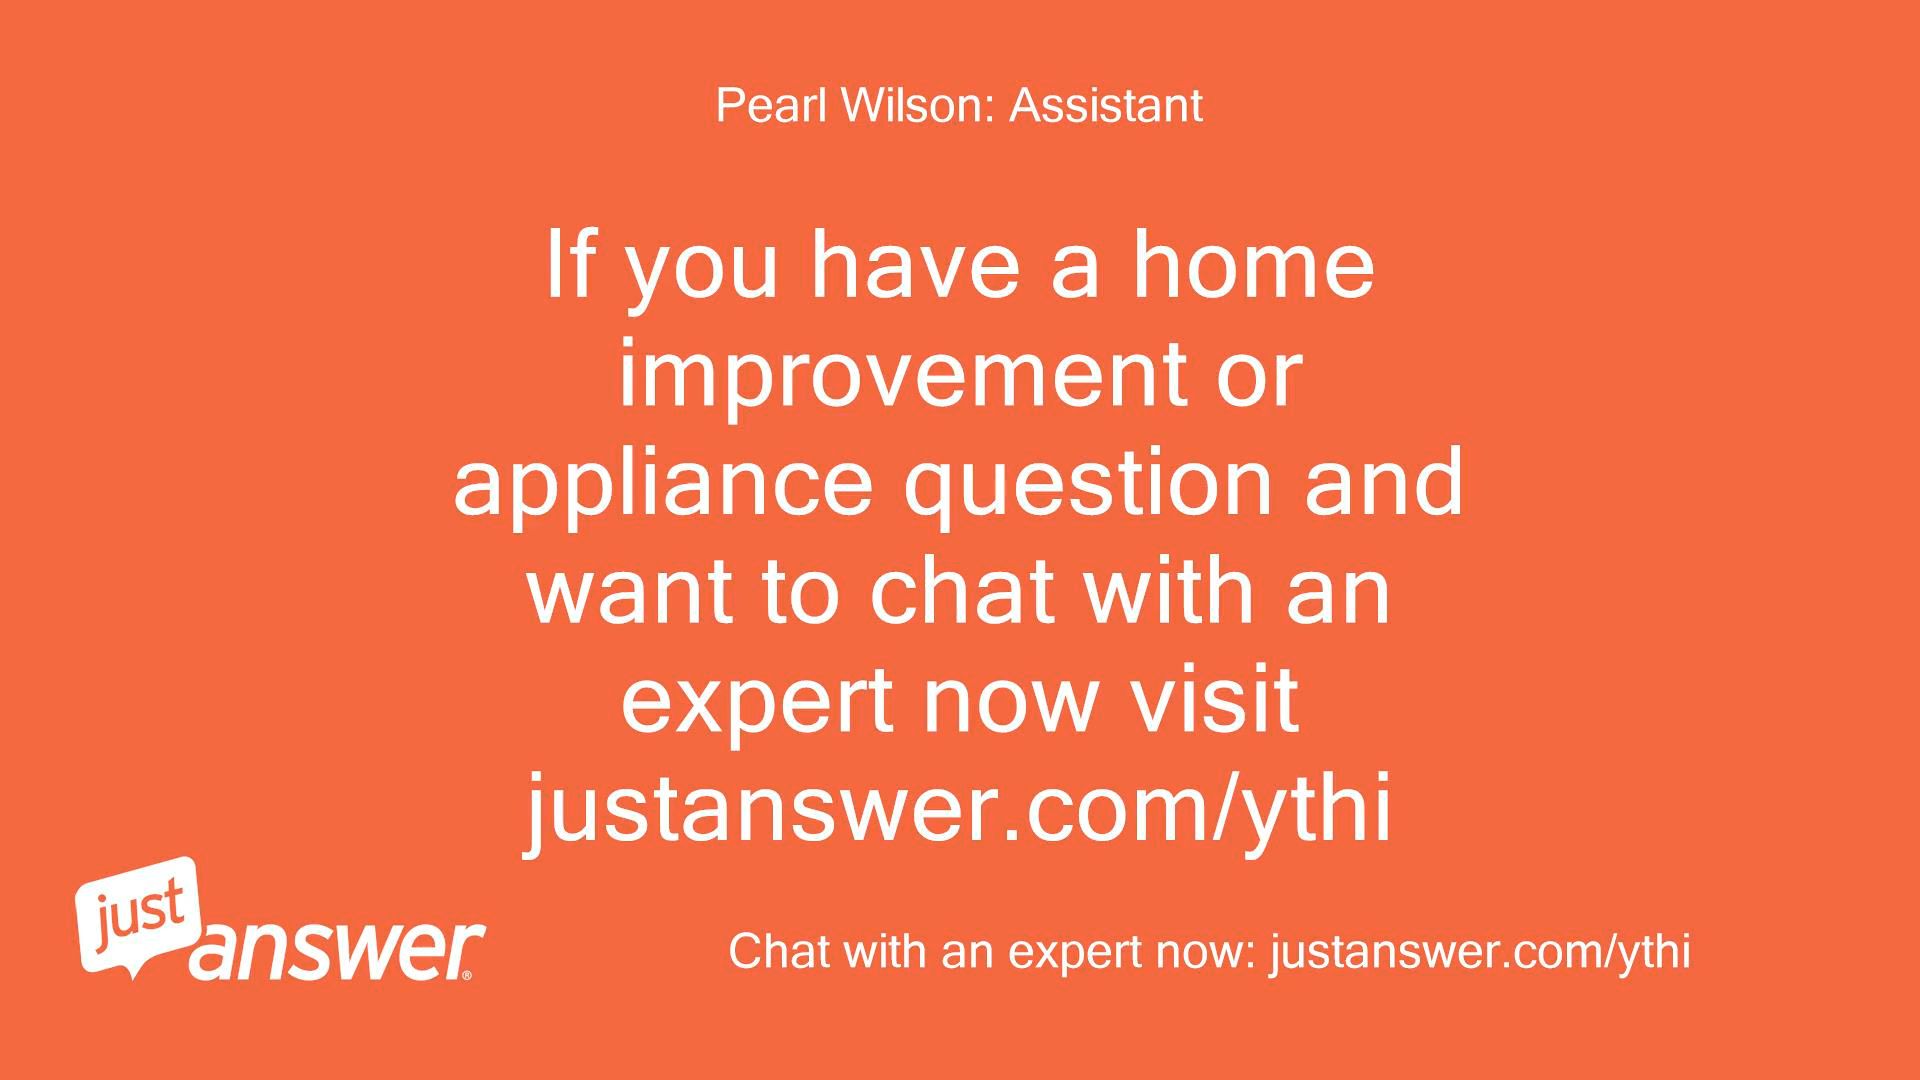 Pearl Wilson: Assistant
If you have a home
improvement or
appliance question and
want to chat with an
expert now visit
justanswer.com/ythi
just
answer®
Chat with an expert now: justanswer.com/ythi